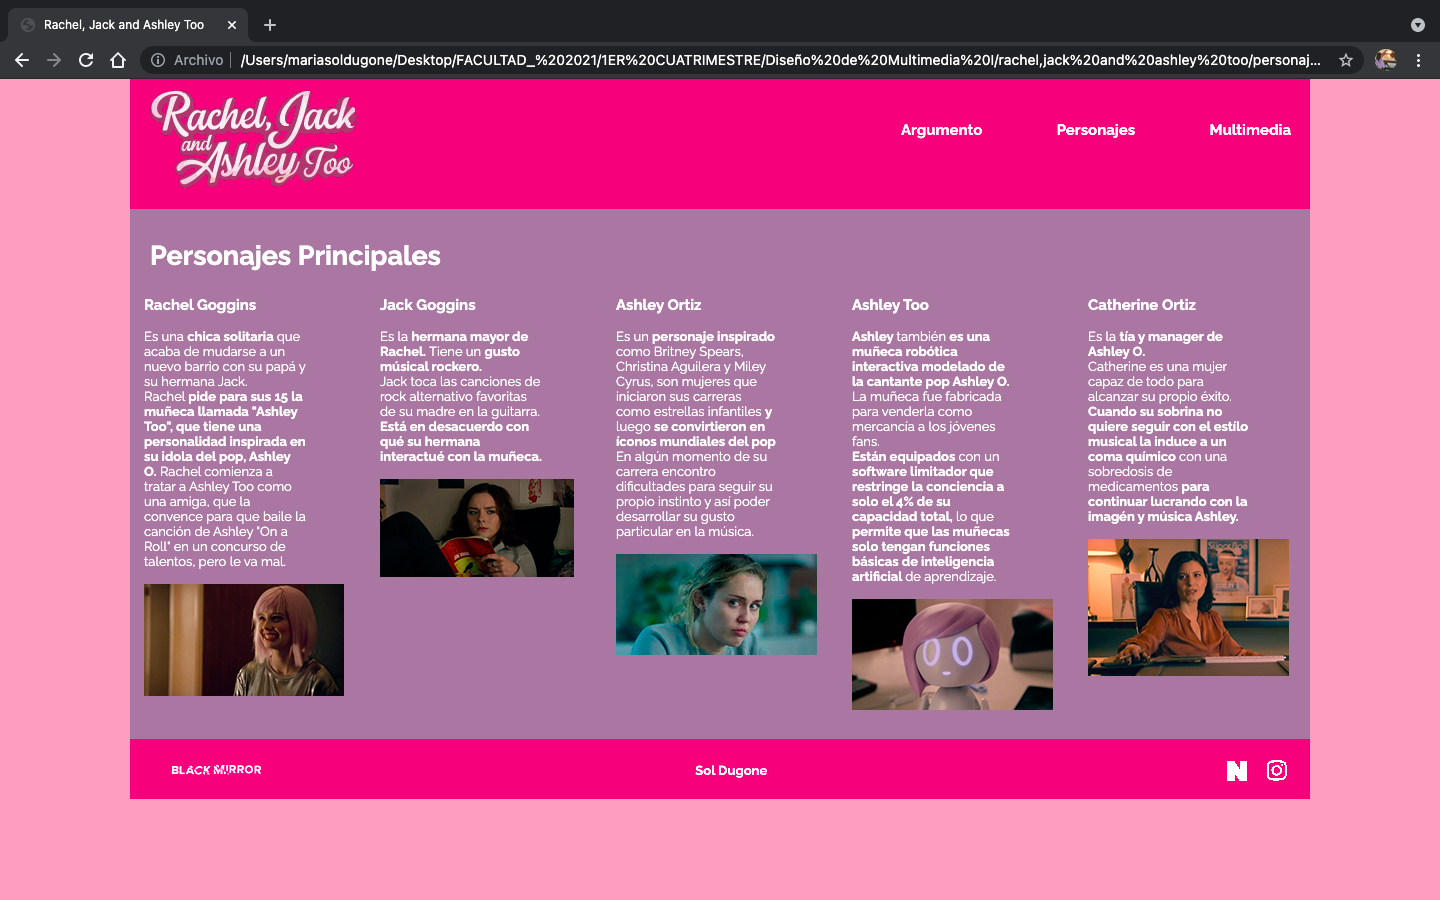 Rachel, Jack and Ashley Too
Archivo
/Users/mariasoldugone/Desktop/FACULTAD_%202021/1ER%20CUATRIMESTRE/Diseño%20de%20Multimedia%20I/rachel,jack%20and%20ashley%20too/personaj...
Rachel, Jack
and
Ashley Too
Argumento
Personajes
Multimedia
Personajes Principales
Rachel Goggins
Es una chica solitaria que
acaba de mudarse a un
nuevo barrio con su papá y
su hermana Jack.
Rachel pide para sus 15 la
muñeca llamada "Ashley
Too", que tiene una
personalidad inspirada en
su idola del pop, Ashley
O. Rachel comienza a
tratar a Ashley Too como
una amiga, que la
convence para que baile la
canción de Ashley "On a
Roll" en un concurso de
talentos, pero le va mal.
Jack Goggins
Es la hermana mayor de
Rachel. Tiene un gusto
músical rockero.
Jack toca las canciones de
rock alternativo favoritas
de su madre en la guitarra.
Está en desacuerdo con
qué su hermana
interactué con la muñeca.
Ashley Ortiz
Es un personaje inspirado
como Britney Spears,
Christina Aguilera y Miley
Cyrus, son mujeres que
iniciaron sus carreras
como estrellas infantiles y
luego se convirtieron en
íconos mundiales del pop
En algún momento de su
carrera encontro
dificultades para seguir su
propio instinto y así poder
desarrollar su gusto
particular en la música.
Ashley Too
Ashley también es una
muñeca robótica
interactiva modelado de
la cantante pop Ashley O.
La muñeca fue fabricada
para venderla como
mercancía a los jóvenes
fans.
Están equipados con un
software limitador que
restringe la conciencia a
solo el 4% de su
capacidad total, lo que
permite que las muñecas
solo tengan funciones
básicas de inteligencia
artificial de aprendizaje.
Catherine Ortiz
Es la tía y manager de
Ashley O.
Catherine es una mujer
capaz de todo para
alcanzar su propio éxito.
Cuando su sobrina no
quiere seguir con el estílo
musical la induce a un
coma químico con una
sobredosis de
medicamentos para
continuar lucrando con la
imagén y música Ashley.
BLACK MIRROR
Sol Dugone
N